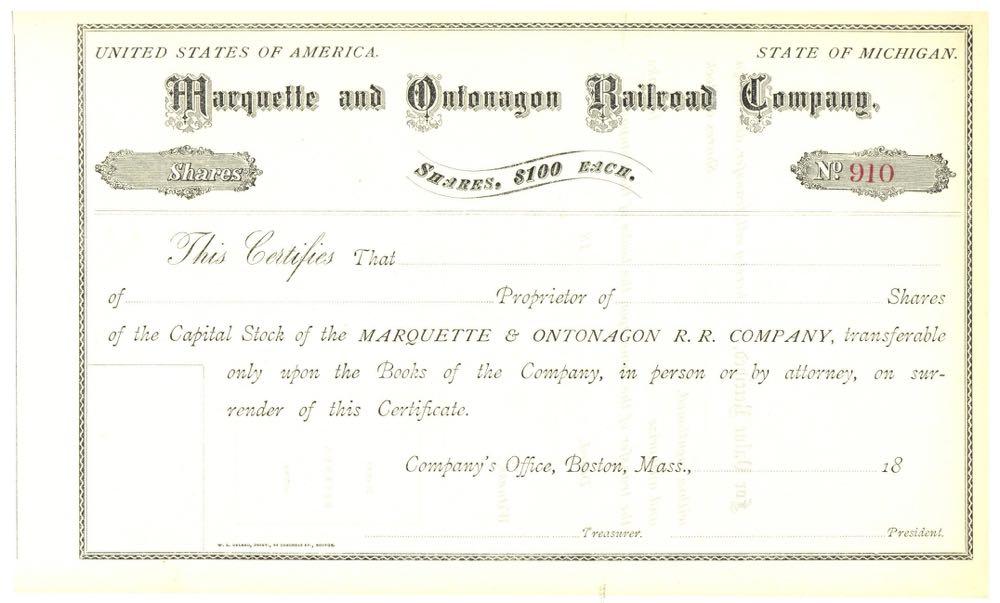 UNITED STATES OF AMERICA. STATE OF MICHIGAN.
Marquette and Ontonagon Railroad Company.
Shares SHARES, $100 EACH. No 910
This Certifies That
of Proprietor of Shares
of the Capital Stock of the MARQUETTE & ONTONAGON R. R. COMPANY, transferable
only upon the Books of the Company, in person or by attorney, on sur-
render of this Certificate.
Company's Office, Boston, Mass., 18
Treasurer. President.